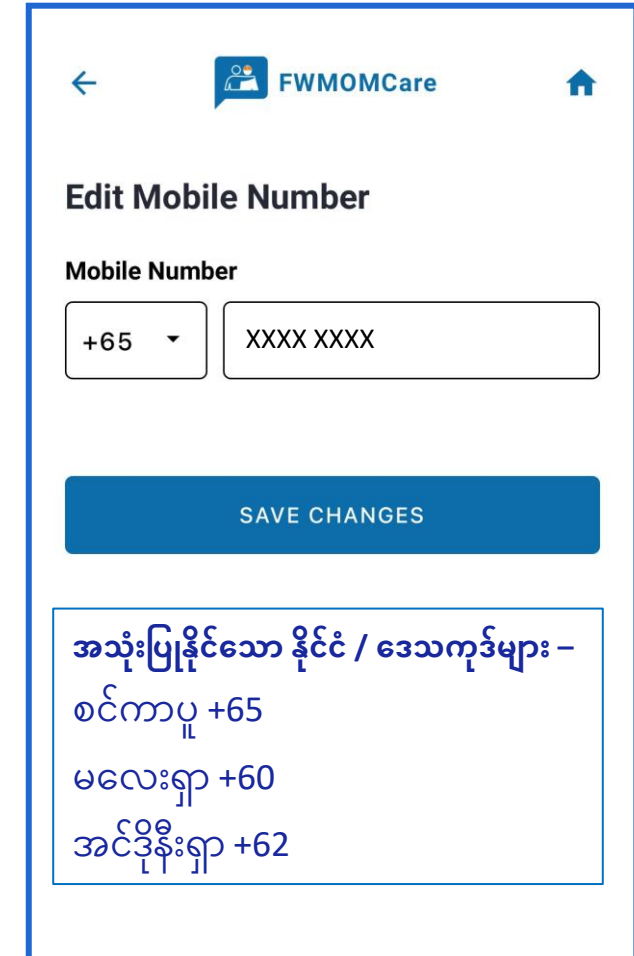 FWMOMCare
Edit Mobile Number
Mobile Number
+65 XXXX XXXX
SAVE CHANGES
အသုံးပြုနိုင်သော နိုင်ငံ / ဒေသကုဒ်များ –
စင်ကာပူ +65
မလေးရှာ +60
အင်ဒိုနီးရှာ +62